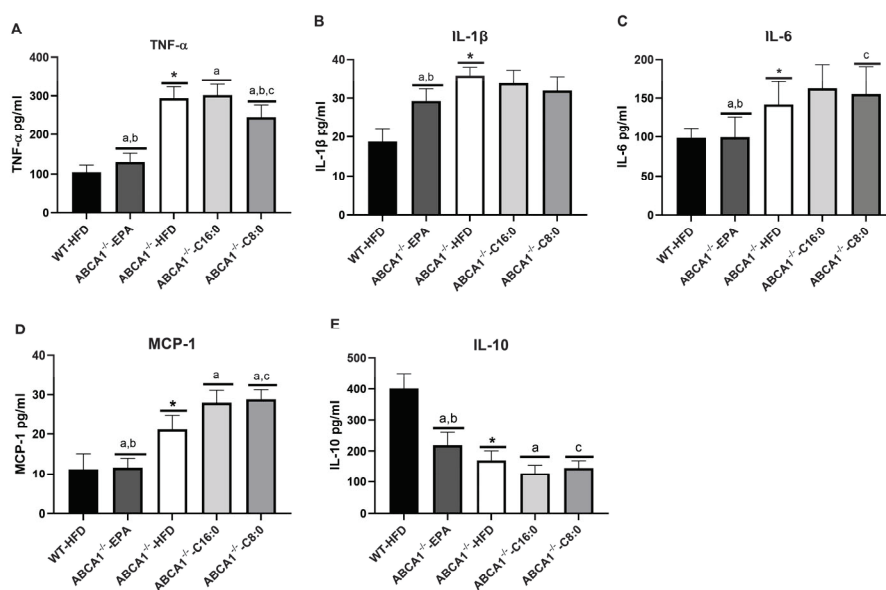 A
TNF-α
TNF-α pg/ml
400
300
200
100
0
*
a
a,b
a,b,c
WT-HFD
ABCA1-/--EPA
ABCA1-/--HFD
ABCA1-/--C16:0
ABCA1-/--C8:0
B
IL-1β
IL-1β pg/ml
40
30
20
10
0
a,b
*
WT-HFD
ABCA1-/--EPA
ABCA1-/--HFD
ABCA1-/--C16:0
ABCA1-/--C8:0
C
IL-6
IL-6 pg/ml
200
150
100
50
0
a,b
*
c
WT-HFD
ABCA1-/--EPA
ABCA1-/--HFD
ABCA1-/--C16:0
ABCA1-/--C8:0
D
MCP-1
MCP-1 pg/ml
40
30
20
10
0
a,b
*
a
a,c
WT-HFD
ABCA1-/--EPA
ABCA1-/--HFD
ABCA1-/--C16:0
ABCA1-/--C8:0
E
IL-10
IL-10 pg/ml
500
400
300
200
150
100
50
0
a,b
*
a
c
WT-HFD
ABCA1-/--EPA
ABCA1-/--HFD
ABCA1-/--C16:0
ABCA1-/--C8:0